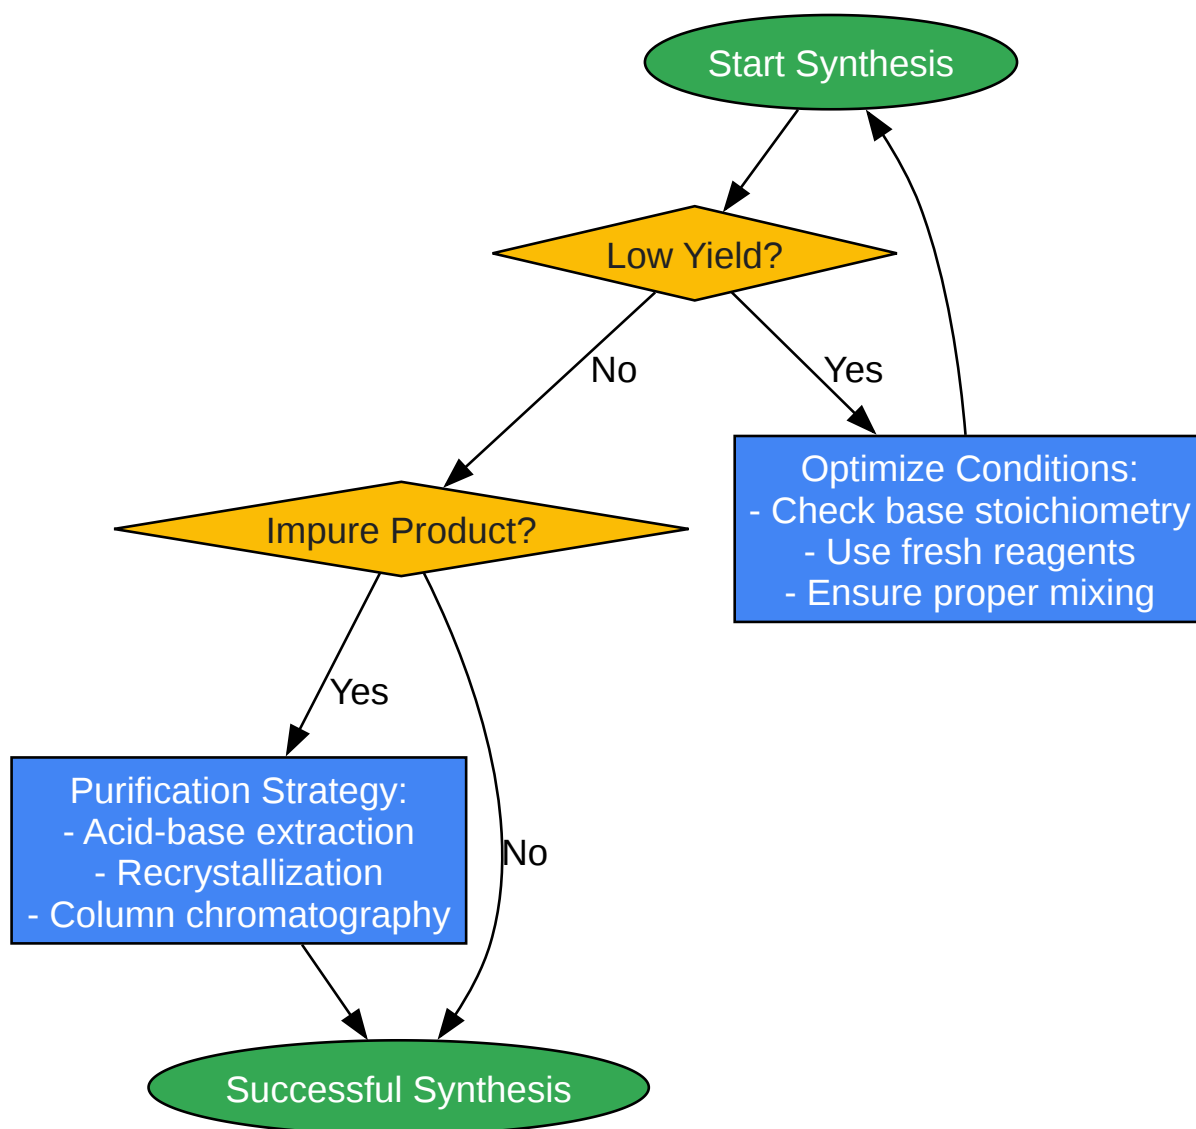 Start Synthesis
Low Yield?
No
Yes
Optimize Conditions:
- Check base stoichiometry
- Use fresh reagents
- Ensure proper mixing
Impure Product?
Yes
No
Purification Strategy:
- Acid-base extraction
- Recrystallization
- Column chromatography
Successful Synthesis